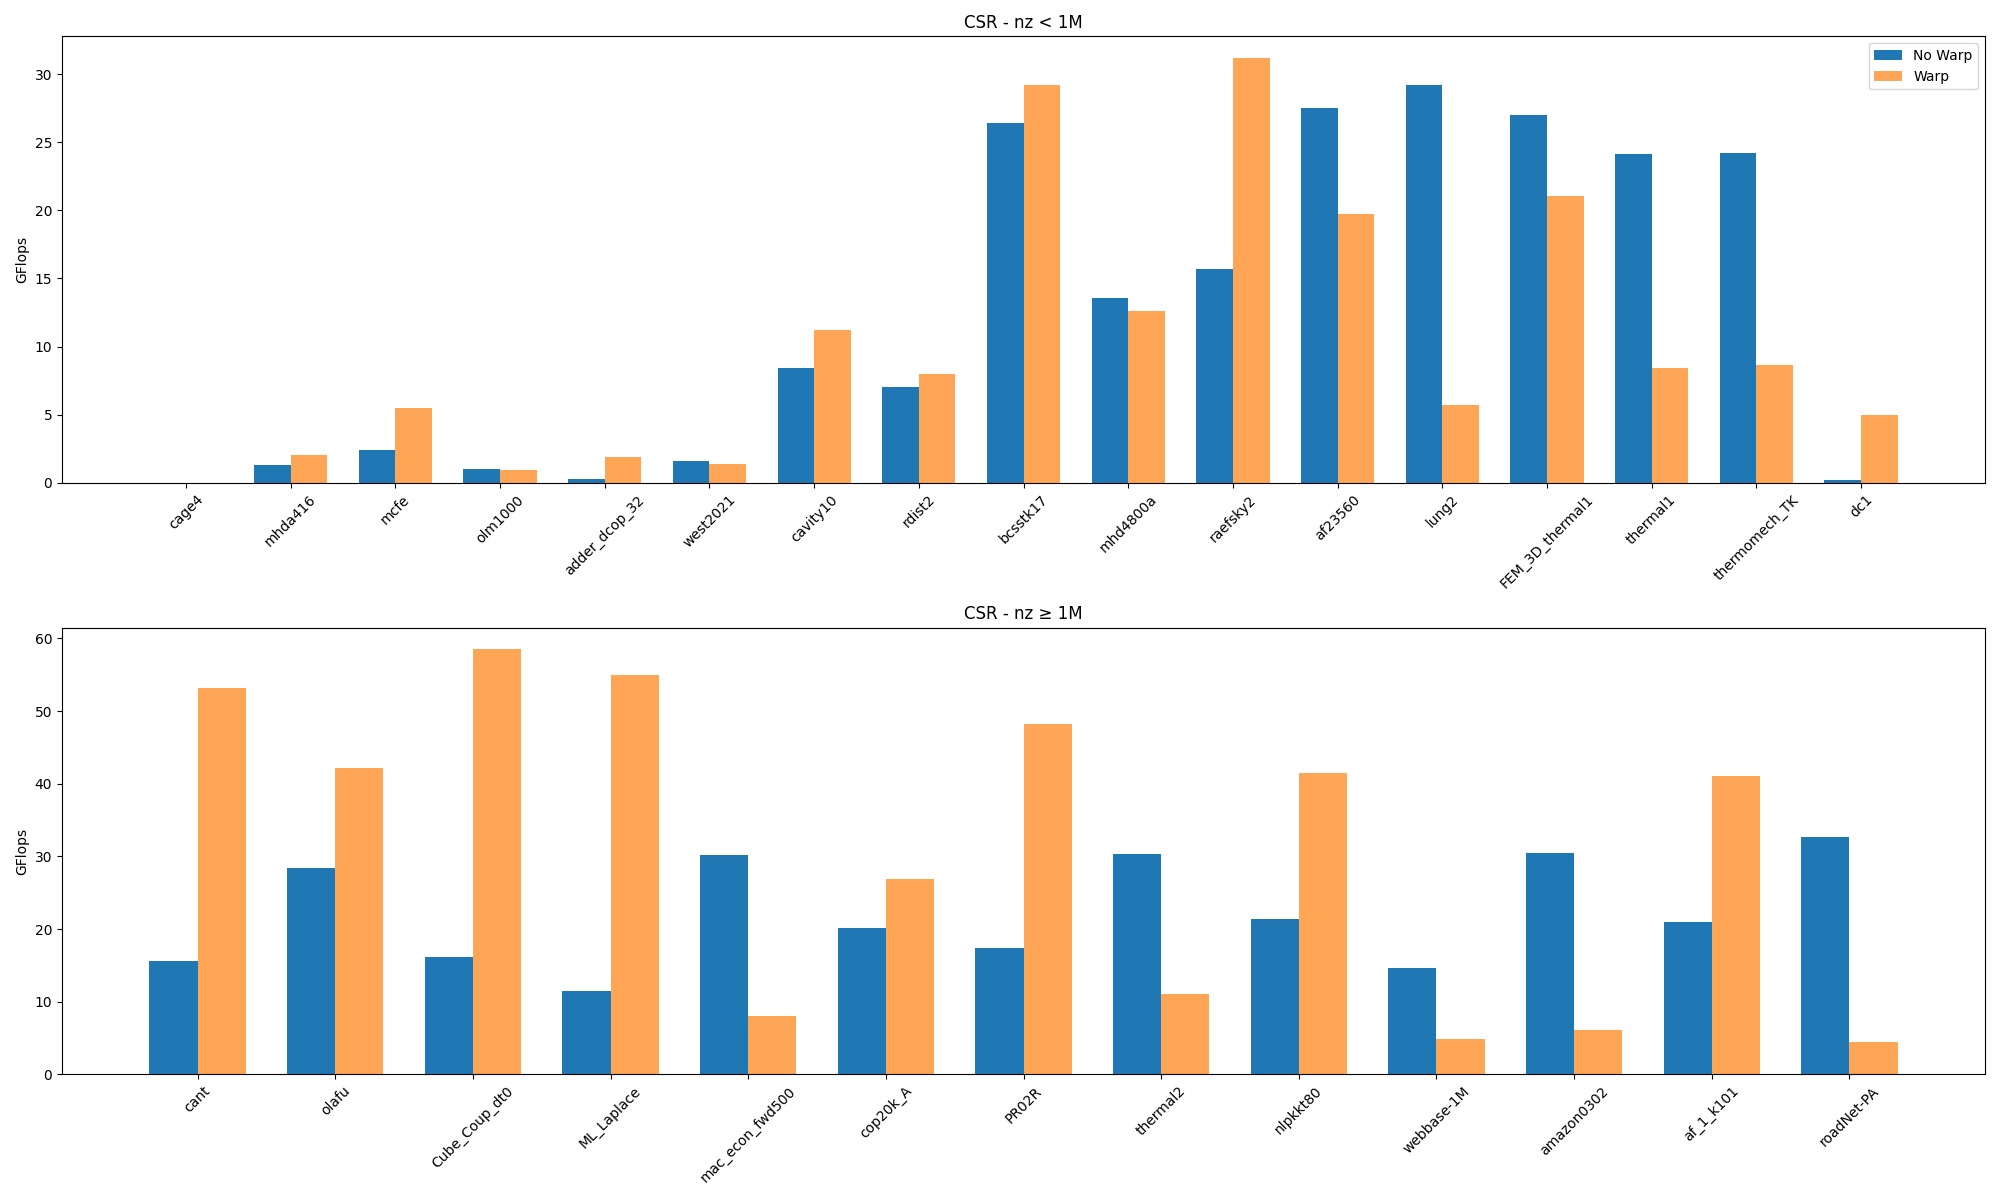 CSR - nz < 1M
No Warp
Warp
GFlops
30
25
20
15
10
5
0
cage4
mhda416
mcfe
olm1000
adder_dcop_32
west2021
cavity10
rdist2
bcsstk17
mhd4800a
raefsky2
af23560
lung2
FEM_3D_thermal1
thermal1
thermomech_TK
dc1
CSR - nz ≥ 1M
GFlops
60
50
40
30
20
10
0
cant
olafu
Cube_Coup_dt0
ML_Laplace
mac_econ_fwd500
cop20k_A
PR02R
thermal2
nlpkkt80
webbase-1M
amazon0302
af_1_k101
roadNet-PA